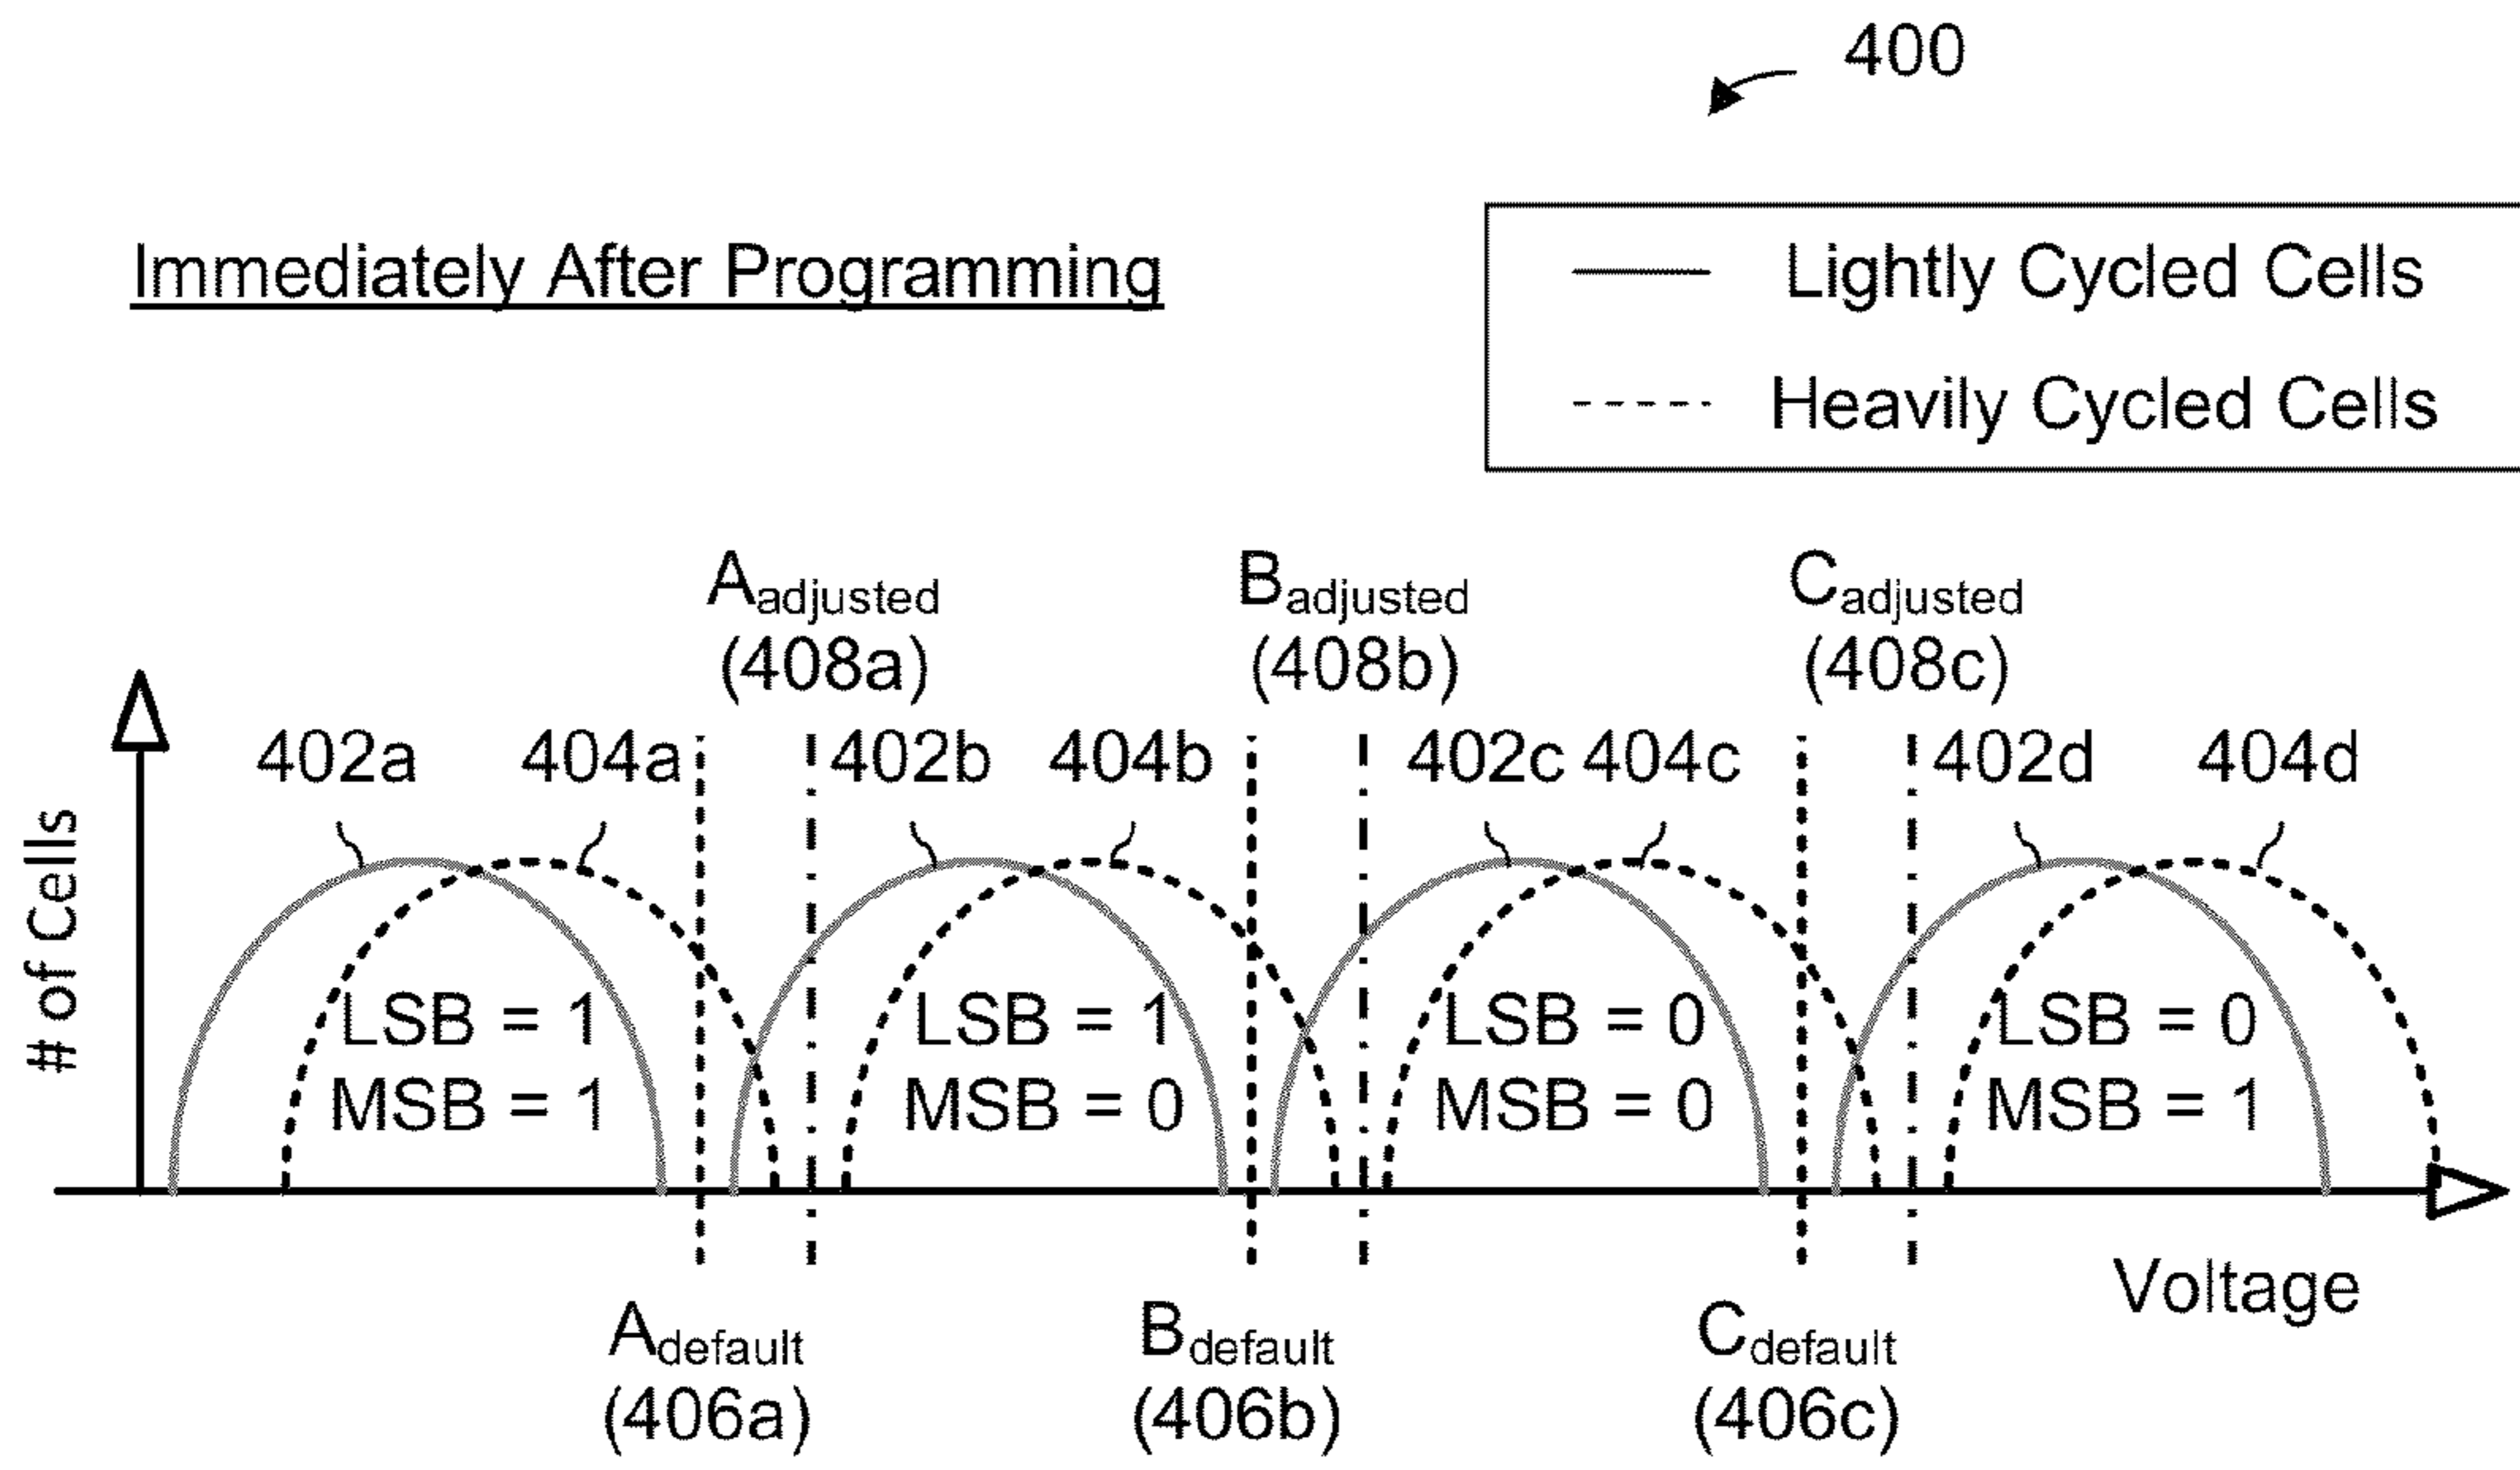 400
Immediately After Programming
Lightly Cycled Cells
Heavily Cycled Cells
Aadjusted
(408a)
Badjusted
(408b)
Cadjusted
(408c)
402a
404a
402b
404b
402c
404c
402d
404d
# of Cells
LSB = 1
MSB = 1
LSB = 1
MSB = 0
LSB = 0
MSB = 0
LSB = 0
MSB = 1
Voltage
Adefault
(406a)
Bdefault
(406b)
Cdefault
(406c)